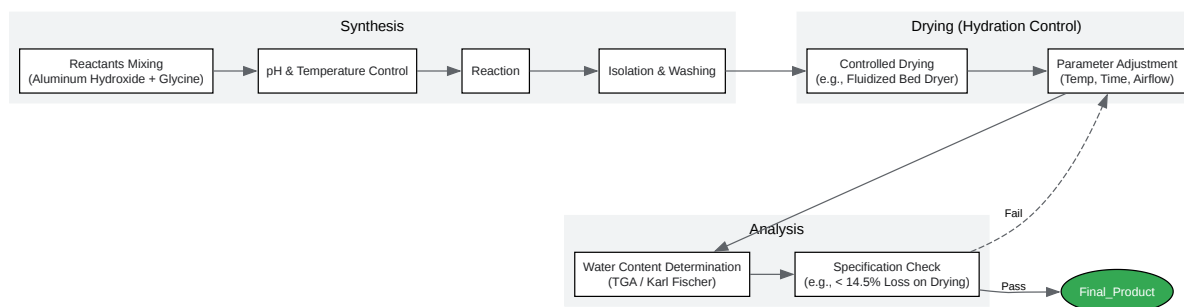 Synthesis
Drying (Hydration Control)
Reactants Mixing
(Aluminum Hydroxide + Glycine)
pH & Temperature Control
Reaction
Isolation & Washing
Controlled Drying
(e.g., Fluidized Bed Dryer)
Parameter Adjustment
(Temp, Time, Airflow)
Fail
Analysis
Water Content Determination
(TGA / Karl Fischer)
Specification Check
(e.g., < 14.5% Loss on Drying)
Pass
Final_Product